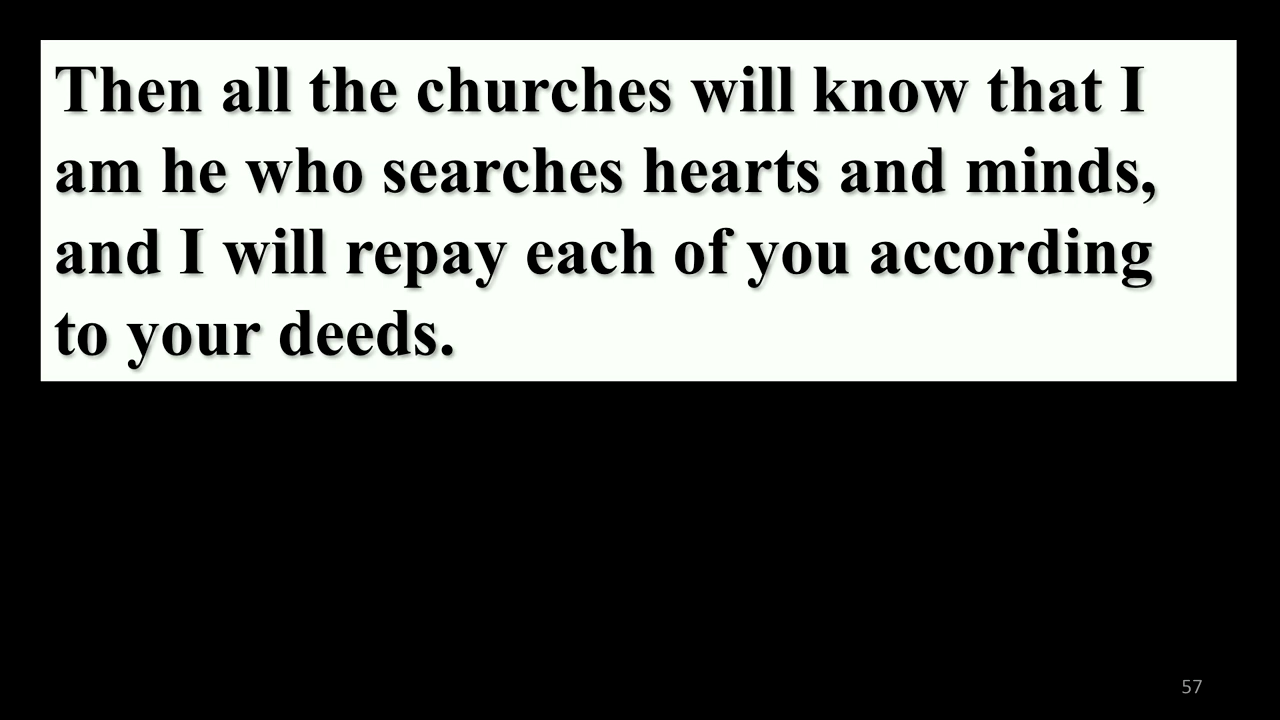 Then all the churches will know that I
am he who searches hearts and minds,
and I will repay each of you according
to your deeds.
57